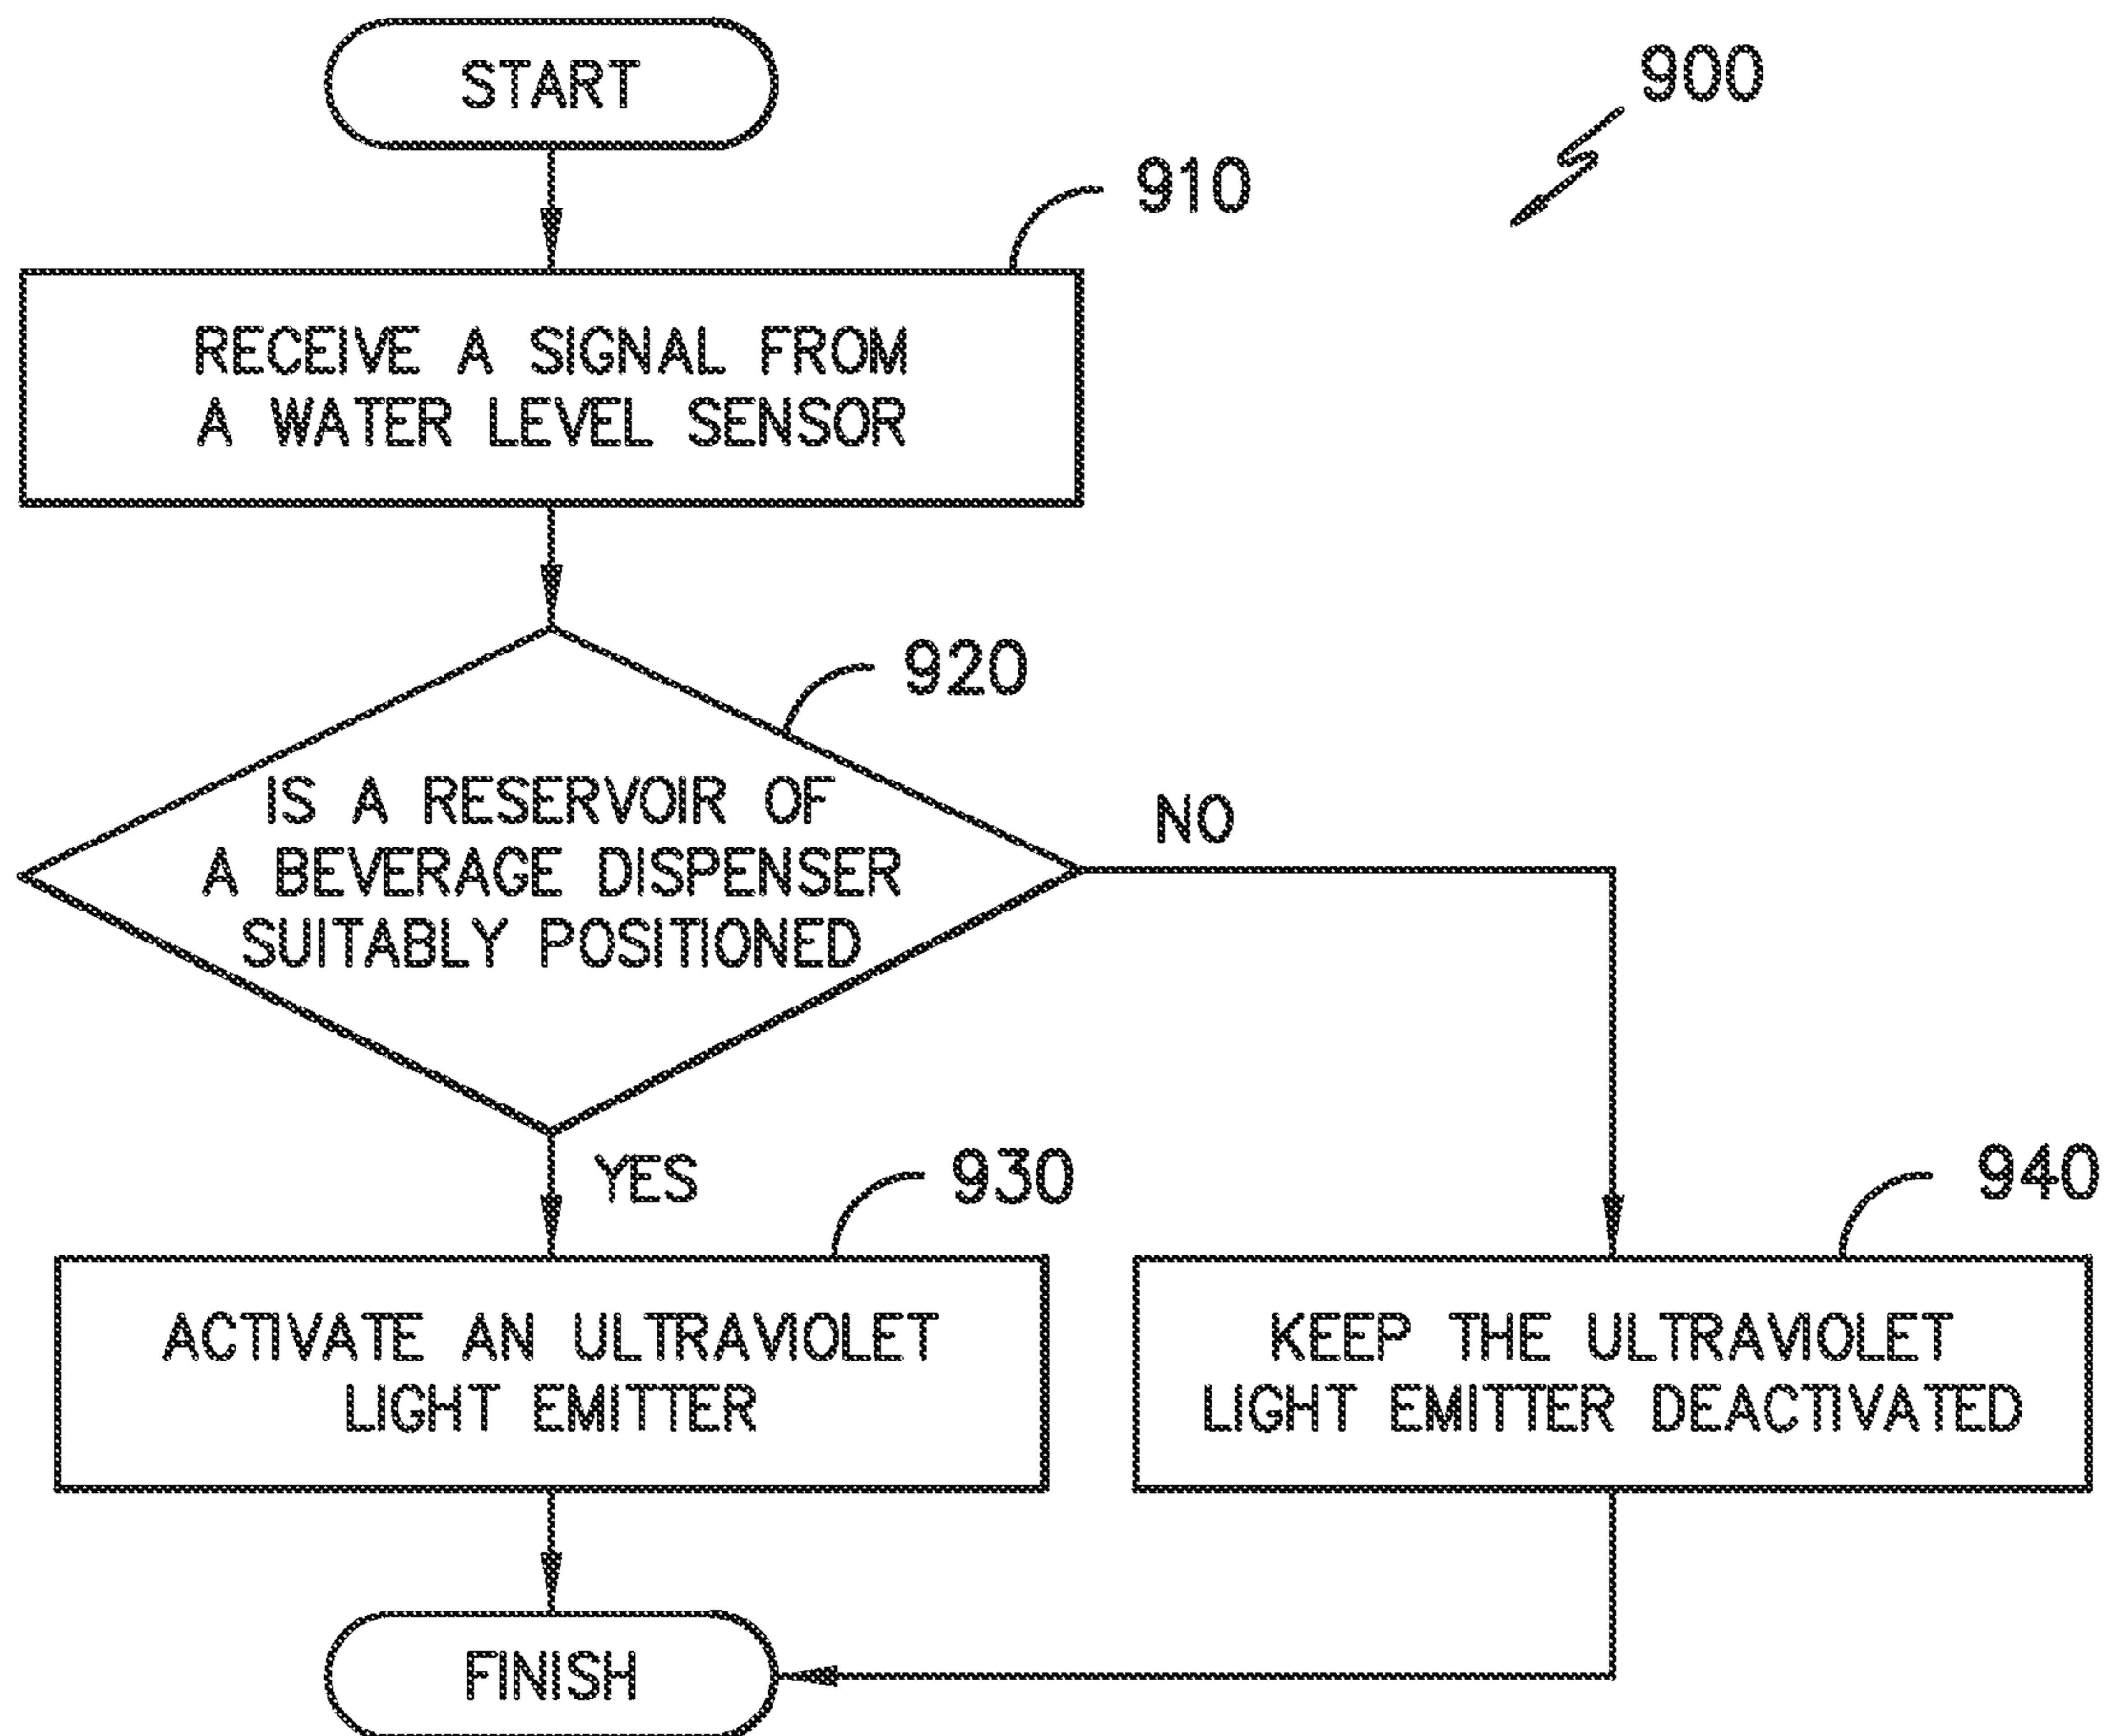 START
900
910
RECEIVE A SIGNAL FROM
A WATER LEVEL SENSOR
920
IS A RESERVOIR OF
A BEVERAGE DISPENSER
SUITABLY POSITIONED
NO
YES
930
940
ACTIVATE AN ULTRAVIOLET
LIGHT EMITTER
KEEP THE ULTRAVIOLET
LIGHT EMITTER DEACTIVATED
FINISH